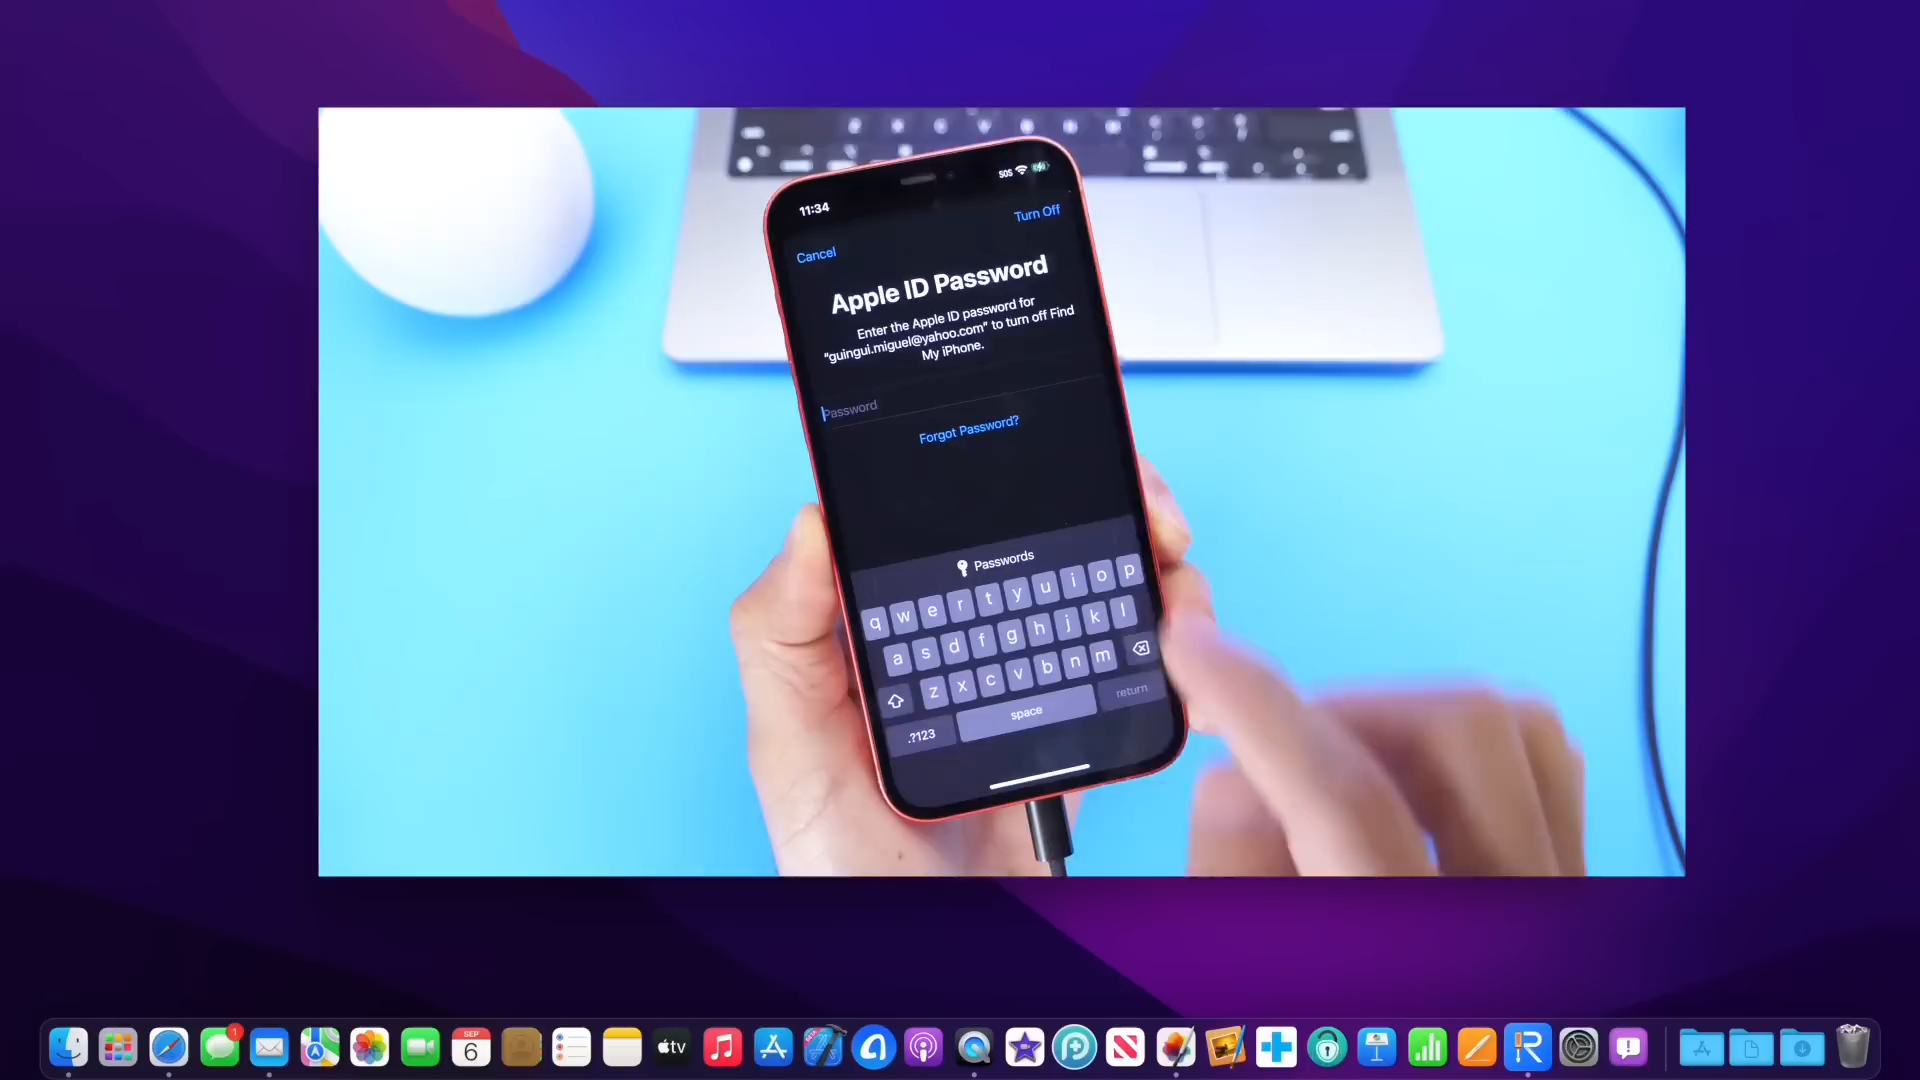 11:34
SOS
Turn Off
Cancel
Apple ID Password
Enter the Apple ID password for
"guingui.miguel@yahoo.com" to turn off Find
My iPhone.
Password
Forgot Password?
Passwords
q w e r t y u i o p
a s d f g h j k l
z x c v b n m
.?123 space return
1
SEP
6
tv